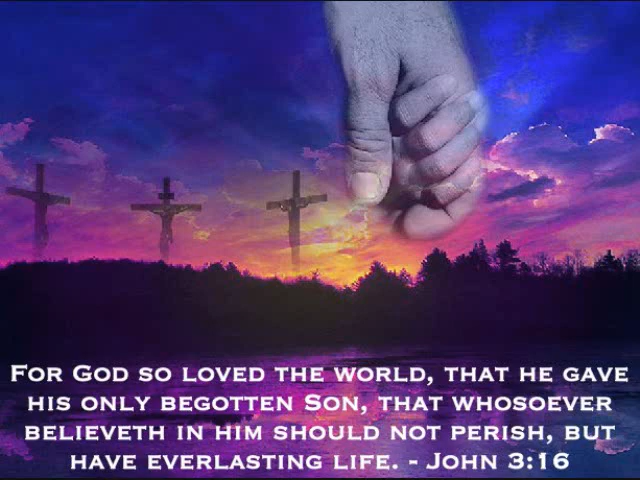 For God so loved the world, that he gave
his only begotten Son, that whosoever
believeth in him should not perish, but
have everlasting life. - John 3:16